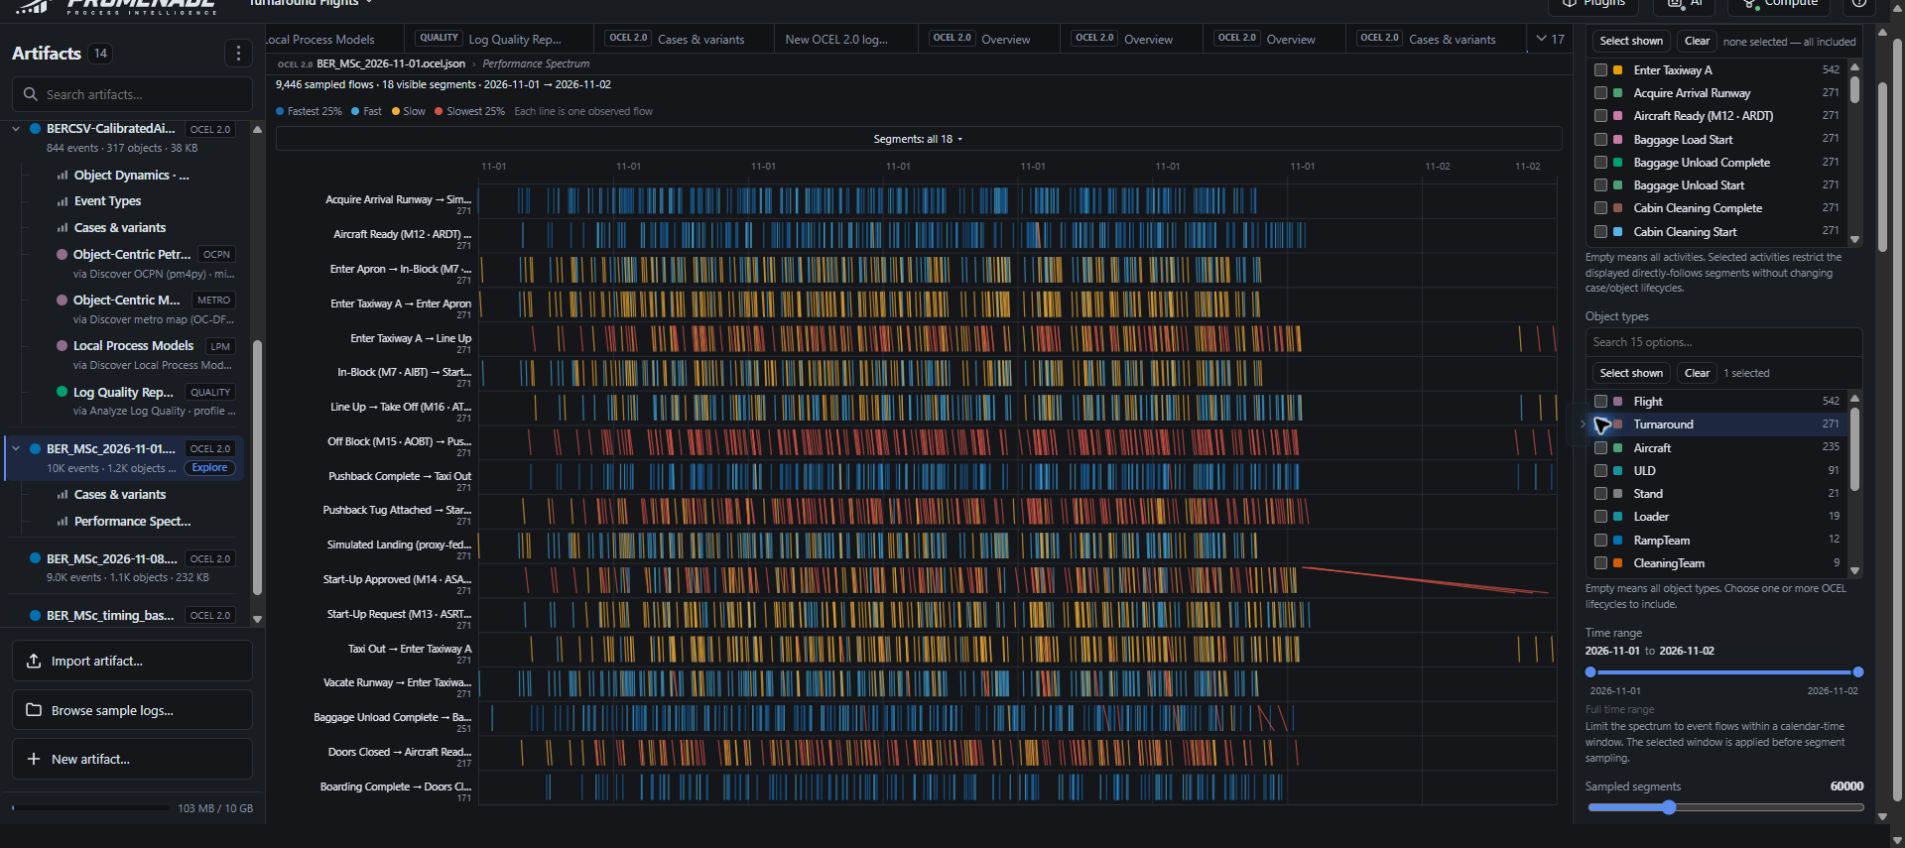 PROMENADE
PROCESS INTELLIGENCE
Turnaround Flights
Plugins
AI
Compute
Artifacts 14
Search artifacts...
BERCSV-CalibratedAi... OCEL 2.0
844 events · 317 objects · 38 KB
Object Dynamics · ...
Event Types
Cases & variants
Object-Centric Petr... OCPN
via Discover OCPN (pm4py) · mi...
Object-Centric M... METRO
via Discover metro map (OC-DF...
Local Process Models LPM
via Discover Local Process Mod...
Log Quality Rep... QUALITY
via Analyze Log Quality · profile ...
BER_MSc_2026-11-01.... OCEL 2.0
10K events · 1.2K objects ... Explore
Cases & variants
Performance Spect...
BER_MSc_2026-11-08.... OCEL 2.0
9.0K events · 1.1K objects · 232 KB
BER_MSc_timing_bas... OCEL 2.0
Import artifact...
Browse sample logs...
New artifact...
103 MB / 10 GB
ocal Process Models
QUALITY Log Quality Rep...
OCEL 2.0 Cases & variants
New OCEL 2.0 log...
OCEL 2.0 Overview
OCEL 2.0 Overview
OCEL 2.0 Overview
OCEL 2.0 Cases & variants
17
OCEL 2.0 BER_MSc_2026-11-01.ocel.json › Performance Spectrum
9,446 sampled flows · 18 visible segments · 2026-11-01 → 2026-11-02
Fastest 25% Fast Slow Slowest 25% Each line is one observed flow
Segments: all 18
11-01 11-01 11-01 11-01 11-01 11-01 11-01 11-02 11-02
Acquire Arrival Runway → Sim...
271
Aircraft Ready (M12 · ARDT) ...
271
Enter Apron → In-Block (M7 ·...
271
Enter Taxiway A → Enter Apron
271
Enter Taxiway A → Line Up
271
In-Block (M7 · AIBT) → Start...
271
Line Up → Take Off (M16 · AT...
271
Off Block (M15 · AOBT) → Pus...
271
Pushback Complete → Taxi Out
271
Pushback Tug Attached → Star...
271
Simulated Landing (proxy-fed...
271
Start-Up Approved (M14 · ASA...
271
Start-Up Request (M13 · ASRT...
271
Taxi Out → Enter Taxiway A
271
Vacate Runway → Enter Taxiwa...
271
Baggage Unload Complete → Ba...
251
Doors Closed → Aircraft Read...
217
Boarding Complete → Doors Cl...
171
Select shown Clear none selected — all included
Enter Taxiway A 542
Acquire Arrival Runway 271
Aircraft Ready (M12 · ARDT) 271
Baggage Load Start 271
Baggage Unload Complete 271
Baggage Unload Start 271
Cabin Cleaning Complete 271
Cabin Cleaning Start 271
Empty means all activities. Selected activities restrict the
displayed directly-follows segments without changing
case/object lifecycles.
Object types
Search 15 options...
Select shown Clear 1 selected
Flight 542
Turnaround 271
Aircraft 235
ULD 91
Stand 21
Loader 19
RampTeam 12
CleaningTeam 9
Empty means all object types. Choose one or more OCEL
lifecycles to include.
Time range
2026-11-01 to 2026-11-02
2026-11-01 2026-11-02
Full time range
Limit the spectrum to event flows within a calendar-time
window. The selected window is applied before segment
sampling.
Sampled segments 60000